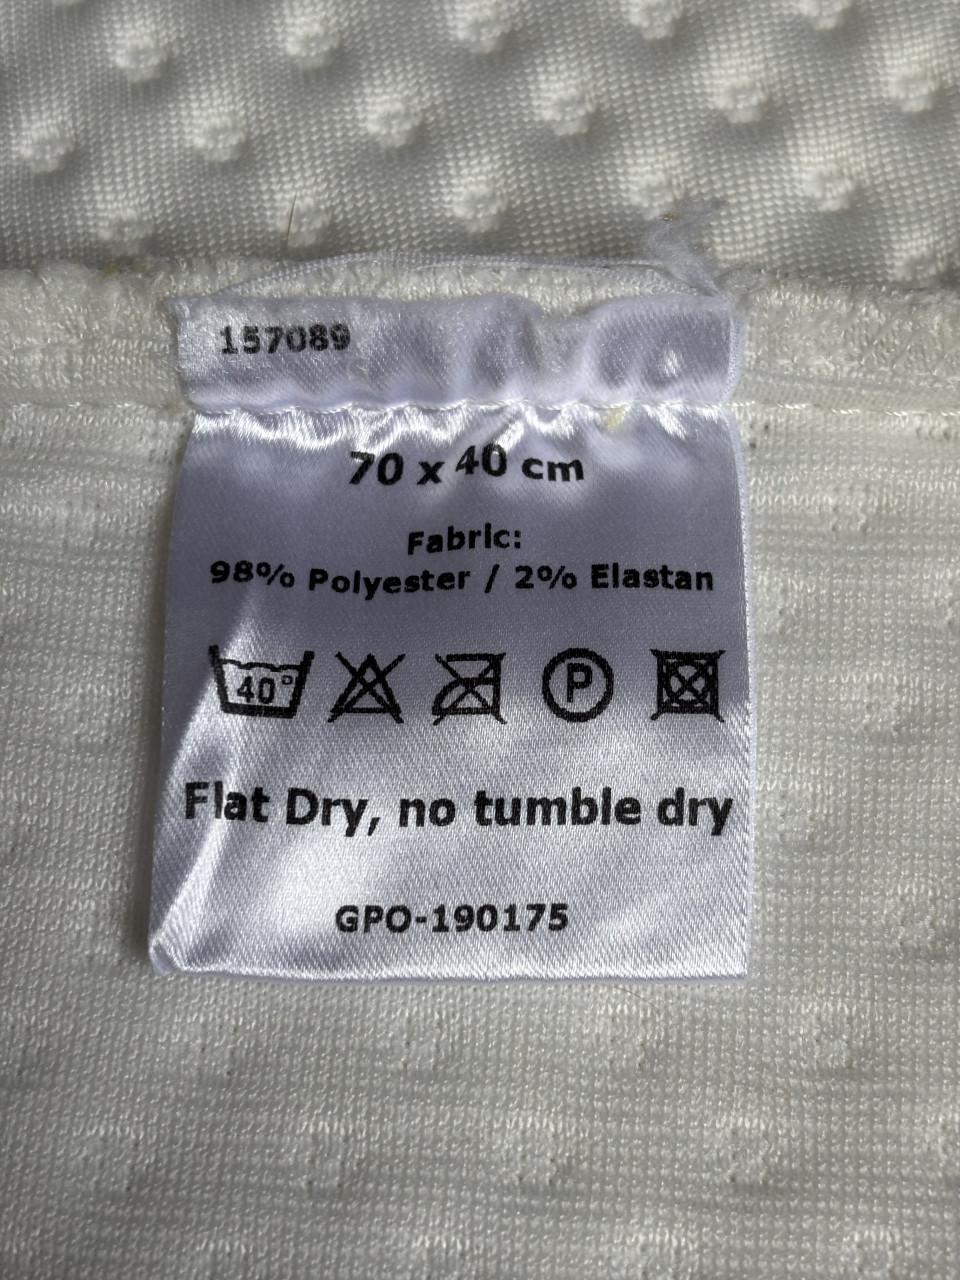 157089
70 x 40 cm
Fabric:
98% Polyester / 2% Elastan
40° P
Flat Dry, no tumble dry
GPO-190175